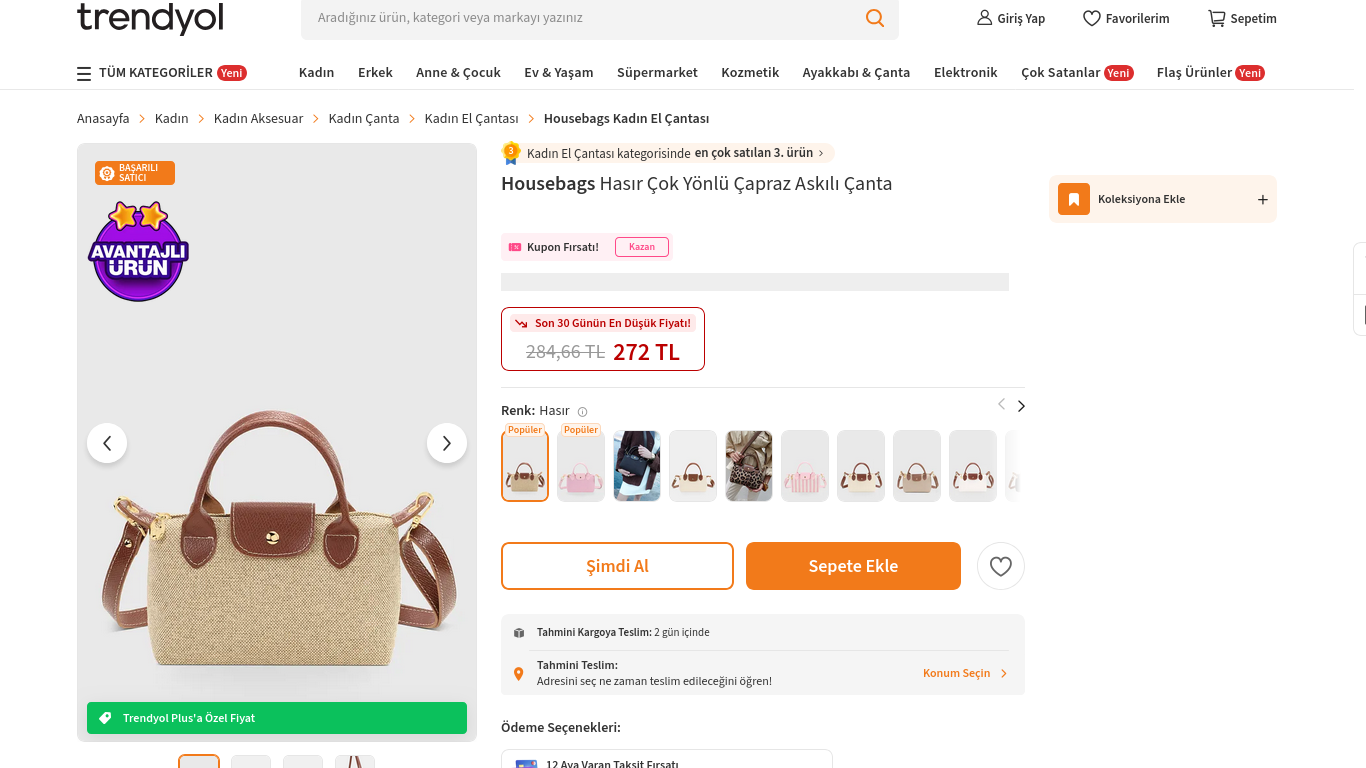 trendyol
Aradığınız ürün, kategori veya markayı yazınız
Giriş Yap
Favorilerim
Sepetim
TÜM KATEGORİLER Yeni
Kadın
Erkek
Anne & Çocuk
Ev & Yaşam
Süpermarket
Kozmetik
Ayakkabı & Çanta
Elektronik
Çok Satanlar Yeni
Flaş Ürünler Yeni
Anasayfa > Kadın > Kadın Aksesuar > Kadın Çanta > Kadın El Çantası > Housebags Kadın El Çantası
BAŞARILI
SATICI
AVANTAJLI
ÜRÜN
Trendyol Plus'a Özel Fiyat
3 Kadın El Çantası kategorisinde en çok satılan 3. ürün
Housebags Hasır Çok Yönlü Çapraz Askılı Çanta
Koleksiyona Ekle +
Kupon Fırsatı! Kazan
Son 30 Günün En Düşük Fiyatı!
284,66 TL 272 TL
Renk: Hasır
Popüler
Popüler
Şimdi Al
Sepete Ekle
Tahmini Kargoya Teslim: 2 gün içinde
Tahmini Teslim:
Adresini seç ne zaman teslim edileceğini öğren!
Konum Seçin
Ödeme Seçenekleri:
12 Aya Varan Taksit Fırsatı